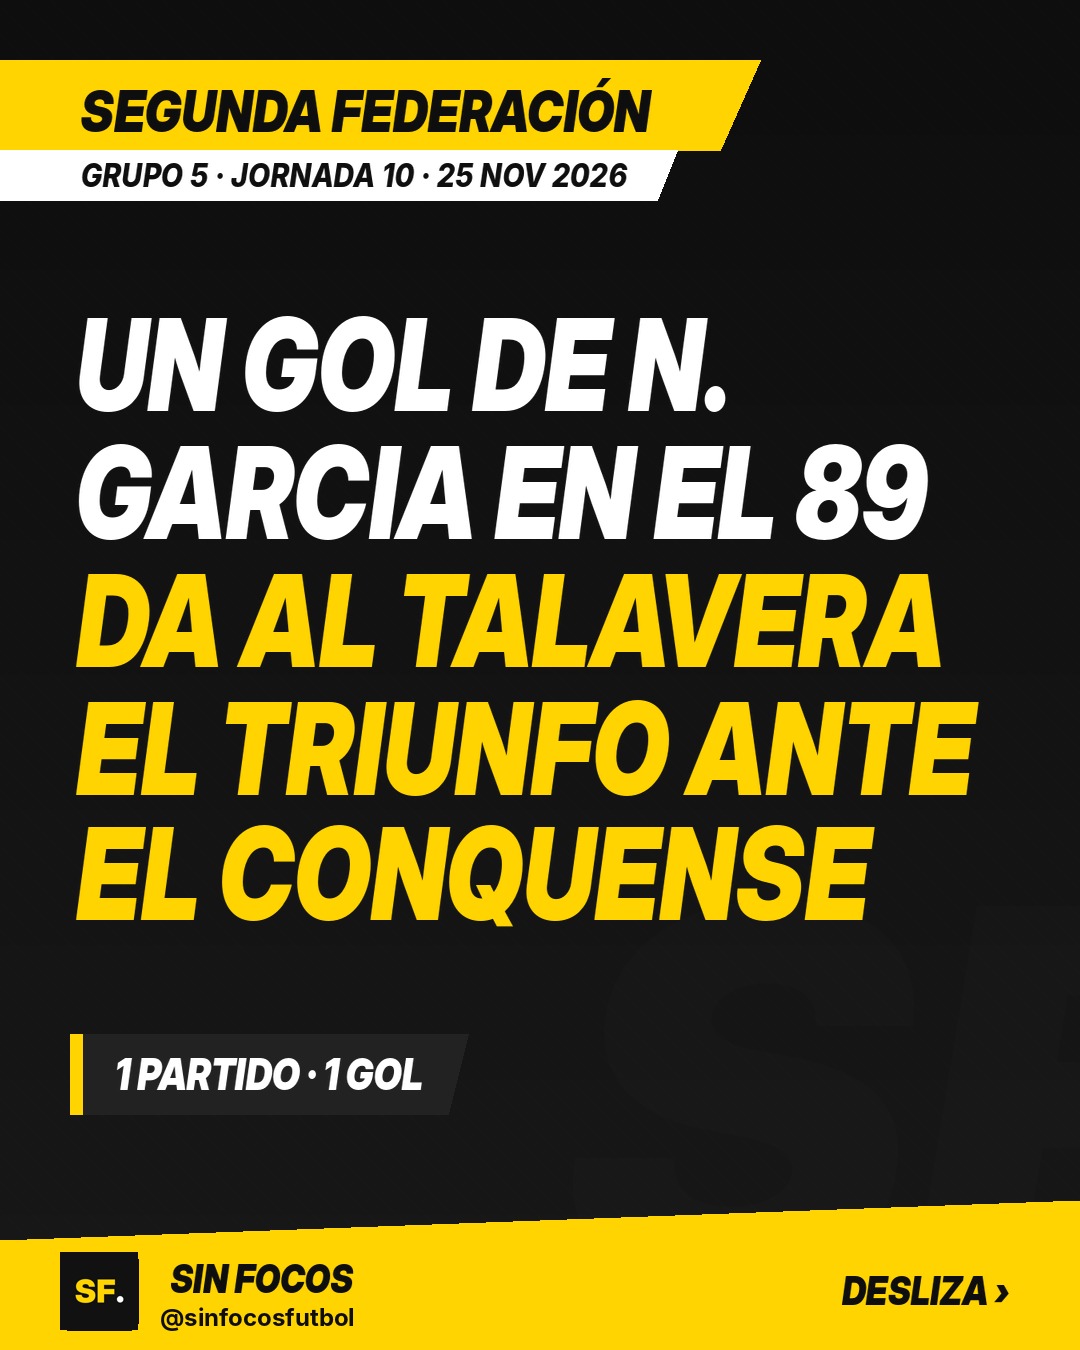 SEGUNDA FEDERACIÓN
GRUPO 5 · JORNADA 10 · 25 NOV 2026
UN GOL DE N.
GARCIA EN EL 89
DA AL TALAVERA
EL TRIUNFO ANTE
EL CONQUENSE
1 PARTIDO · 1 GOL
SF.
SIN FOCOS
@sinfocosfutbol
DESLIZA ›